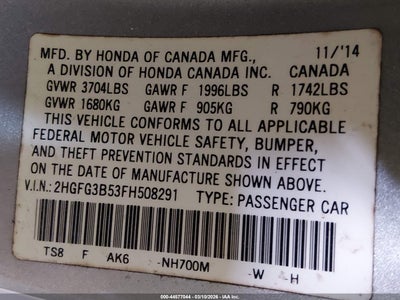 MFD. BY HONDA OF CANADA MFG., 11/'14
A DIVISION OF HONDA CANADA INC. CANADA
GVWR 3704LBS GAWR F 1996LBS R 1742LBS
GVWR 1680KG GAWR F 905KG R 790KG
THIS VEHICLE CONFORMS TO ALL APPLICABLE
FEDERAL MOTOR VEHICLE SAFETY, BUMPER,
AND THEFT PREVENTION STANDARDS IN EFFECT
ON THE DATE OF MANUFACTURE SHOWN ABOVE.
V.I.N.: 2HGFG3B53FH508291 TYPE: PASSENGER CAR
TS8 F AK6 -NH700M -W -H
000-44577044 - 03/10/2026 - 000-44577044